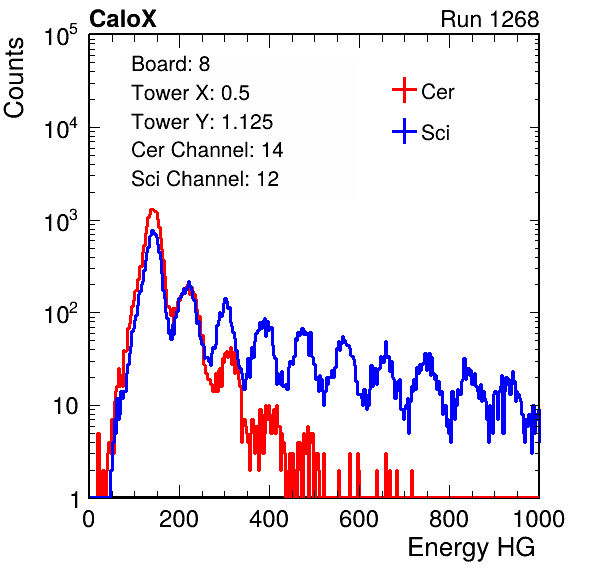 CaloX Run 1268
Counts
10^5
10^4
10^3
10^2
10
1
Board: 8
Tower X: 0.5
Tower Y: 1.125
Cer Channel: 14
Sci Channel: 12
Cer
Sci
0 200 400 600 800 1000
Energy HG